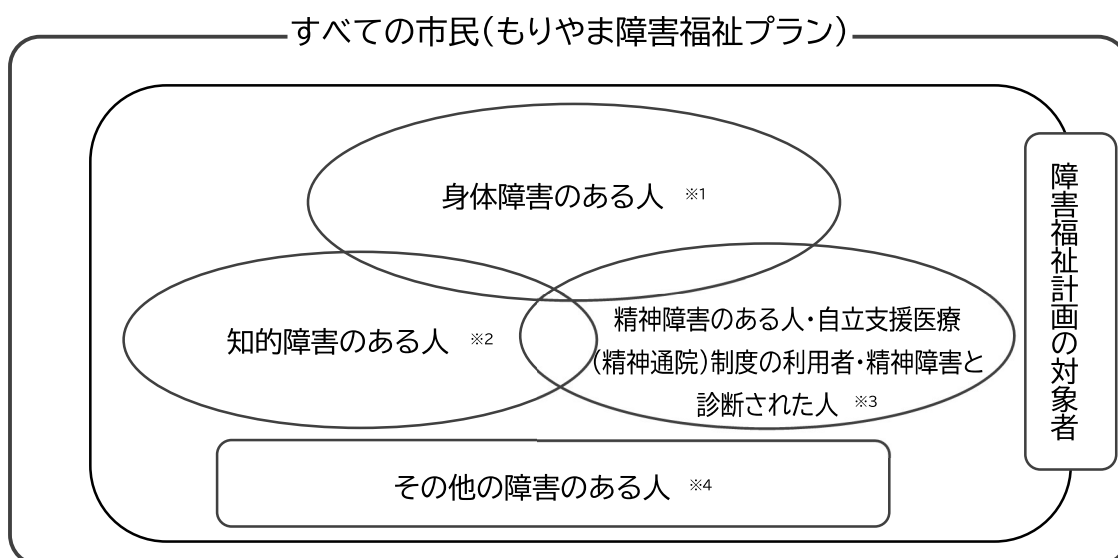 すべての市民（もりやま障害福祉プラン）
身体障害のある人 ※1
知的障害のある人 ※2
精神障害のある人・自立支援医療
（精神通院）制度の利用者・精神障害と
診断された人 ※3
その他の障害のある人 ※4
障害福祉計画の対象者